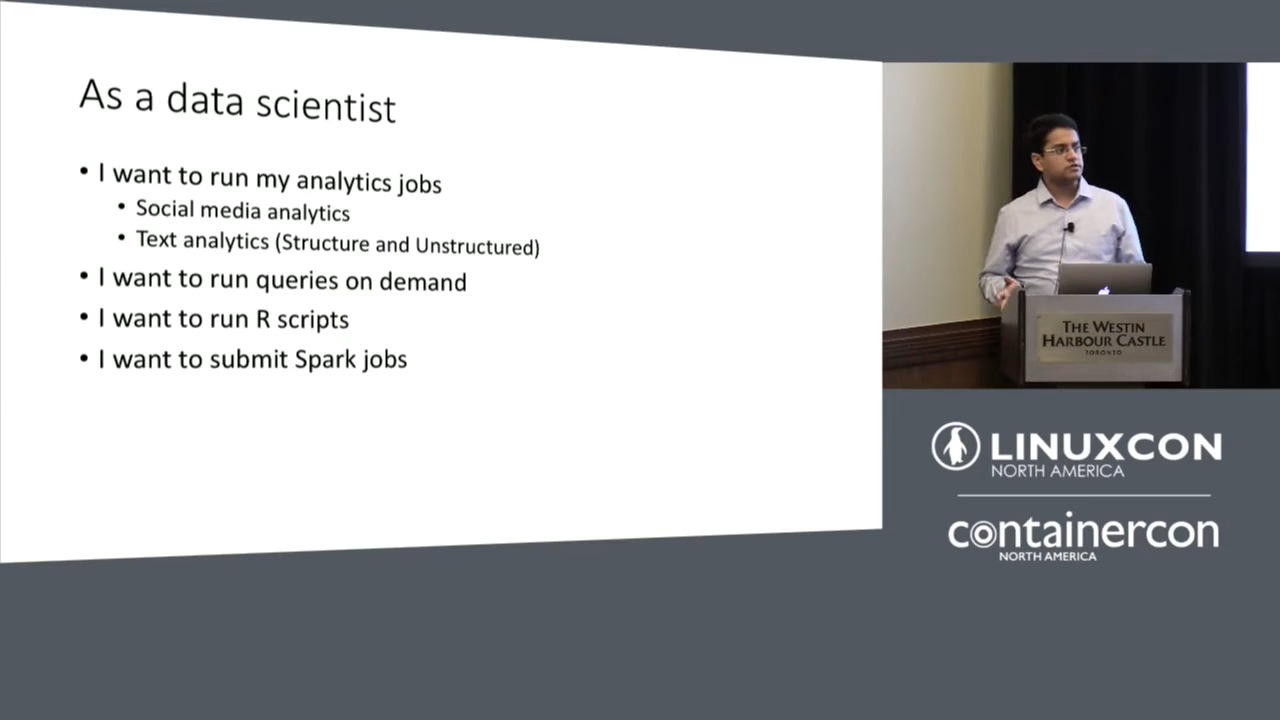 As a data scientist
• I want to run my analytics jobs
• Social media analytics
• Text analytics (Structure and Unstructured)
• I want to run queries on demand
• I want to run R scripts
• I want to submit Spark jobs
THE WESTIN
HARBOUR CASTLE
TORONTO
LINUXCON
NORTH AMERICA
containercon
NORTH AMERICA